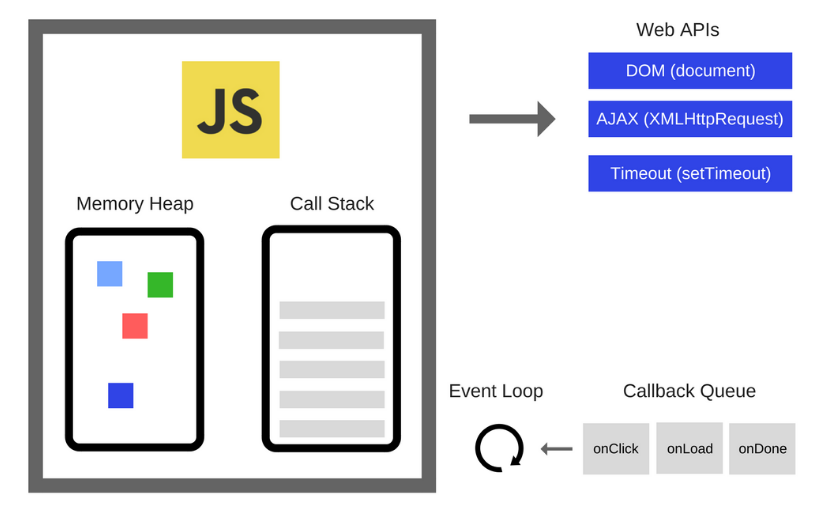 Web APIs
DOM (document)
JS
AJAX (XMLHttpRequest)
Timeout (setTimeout)
Memory Heap
Call Stack
Event Loop
Callback Queue
onClick
onLoad
onDone